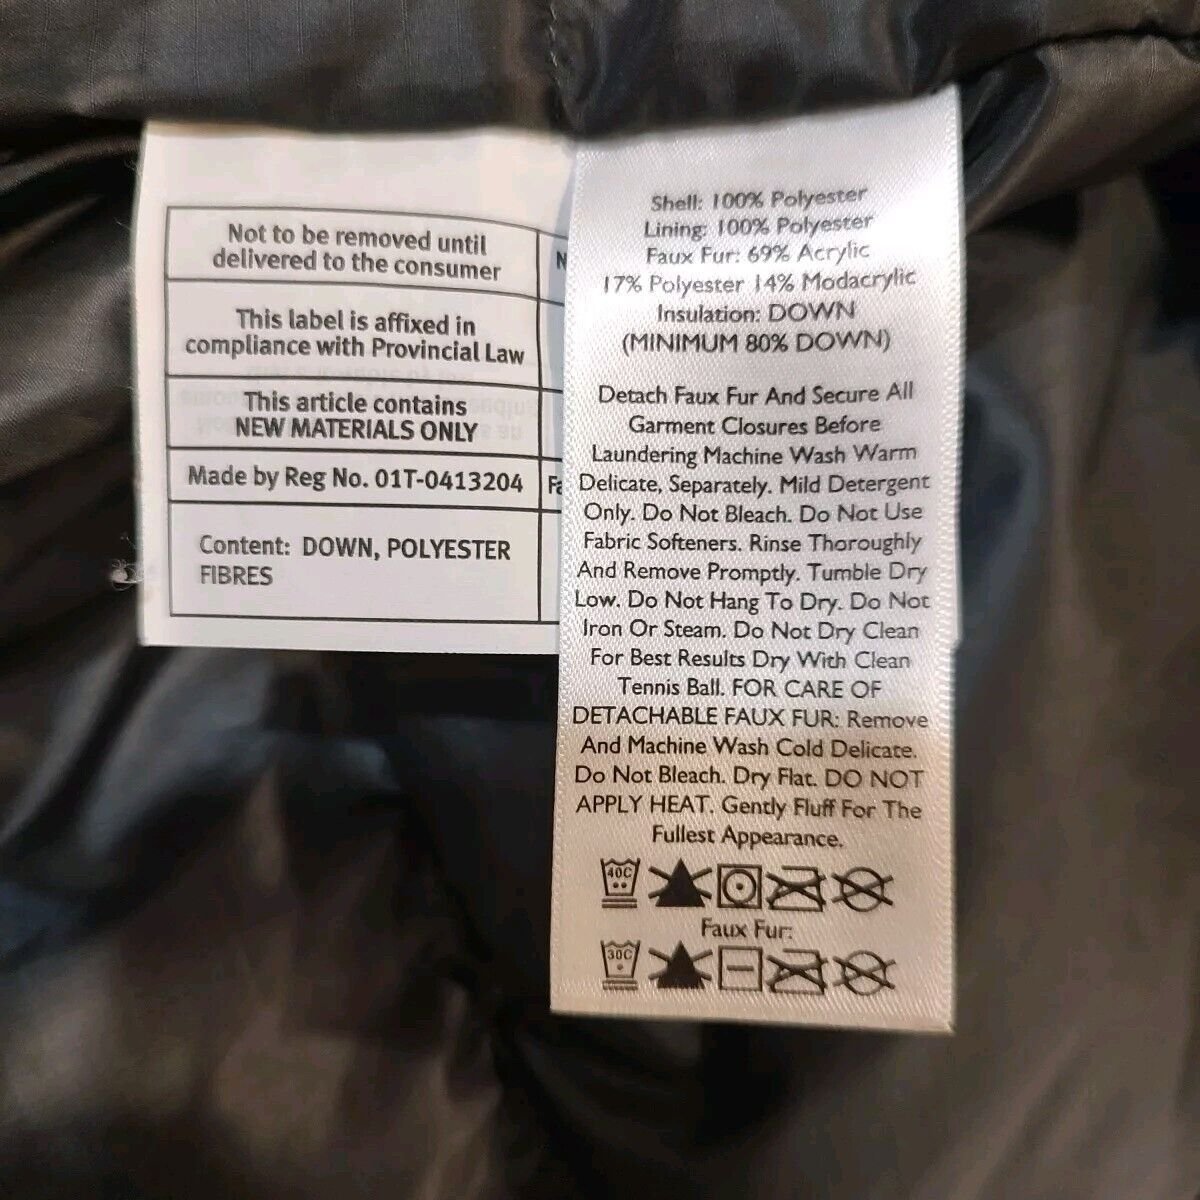 Not to be removed until
delivered to the consumer
This label is affixed in
compliance with Provincial Law
This article contains
NEW MATERIALS ONLY
Made by Reg No. 01T-0413204
Content: DOWN, POLYESTER
FIBRES
Shell: 100% Polyester
Lining: 100% Polyester
Faux Fur: 69% Acrylic
17% Polyester 14% Modacrylic
Insulation: DOWN
(MINIMUM 80% DOWN)
Detach Faux Fur And Secure All
Garment Closures Before
Laundering Machine Wash Warm
Delicate, Separately. Mild Detergent
Only. Do Not Bleach. Do Not Use
Fabric Softeners. Rinse Thoroughly
And Remove Promptly. Tumble Dry
Low. Do Not Hang To Dry. Do Not
Iron Or Steam. Do Not Dry Clean
For Best Results Dry With Clean
Tennis Ball. FOR CARE OF
DETACHABLE FAUX FUR: Remove
And Machine Wash Cold Delicate.
Do Not Bleach. Dry Flat. DO NOT
APPLY HEAT. Gently Fluff For The
Fullest Appearance.
40C
Faux Fur:
30C